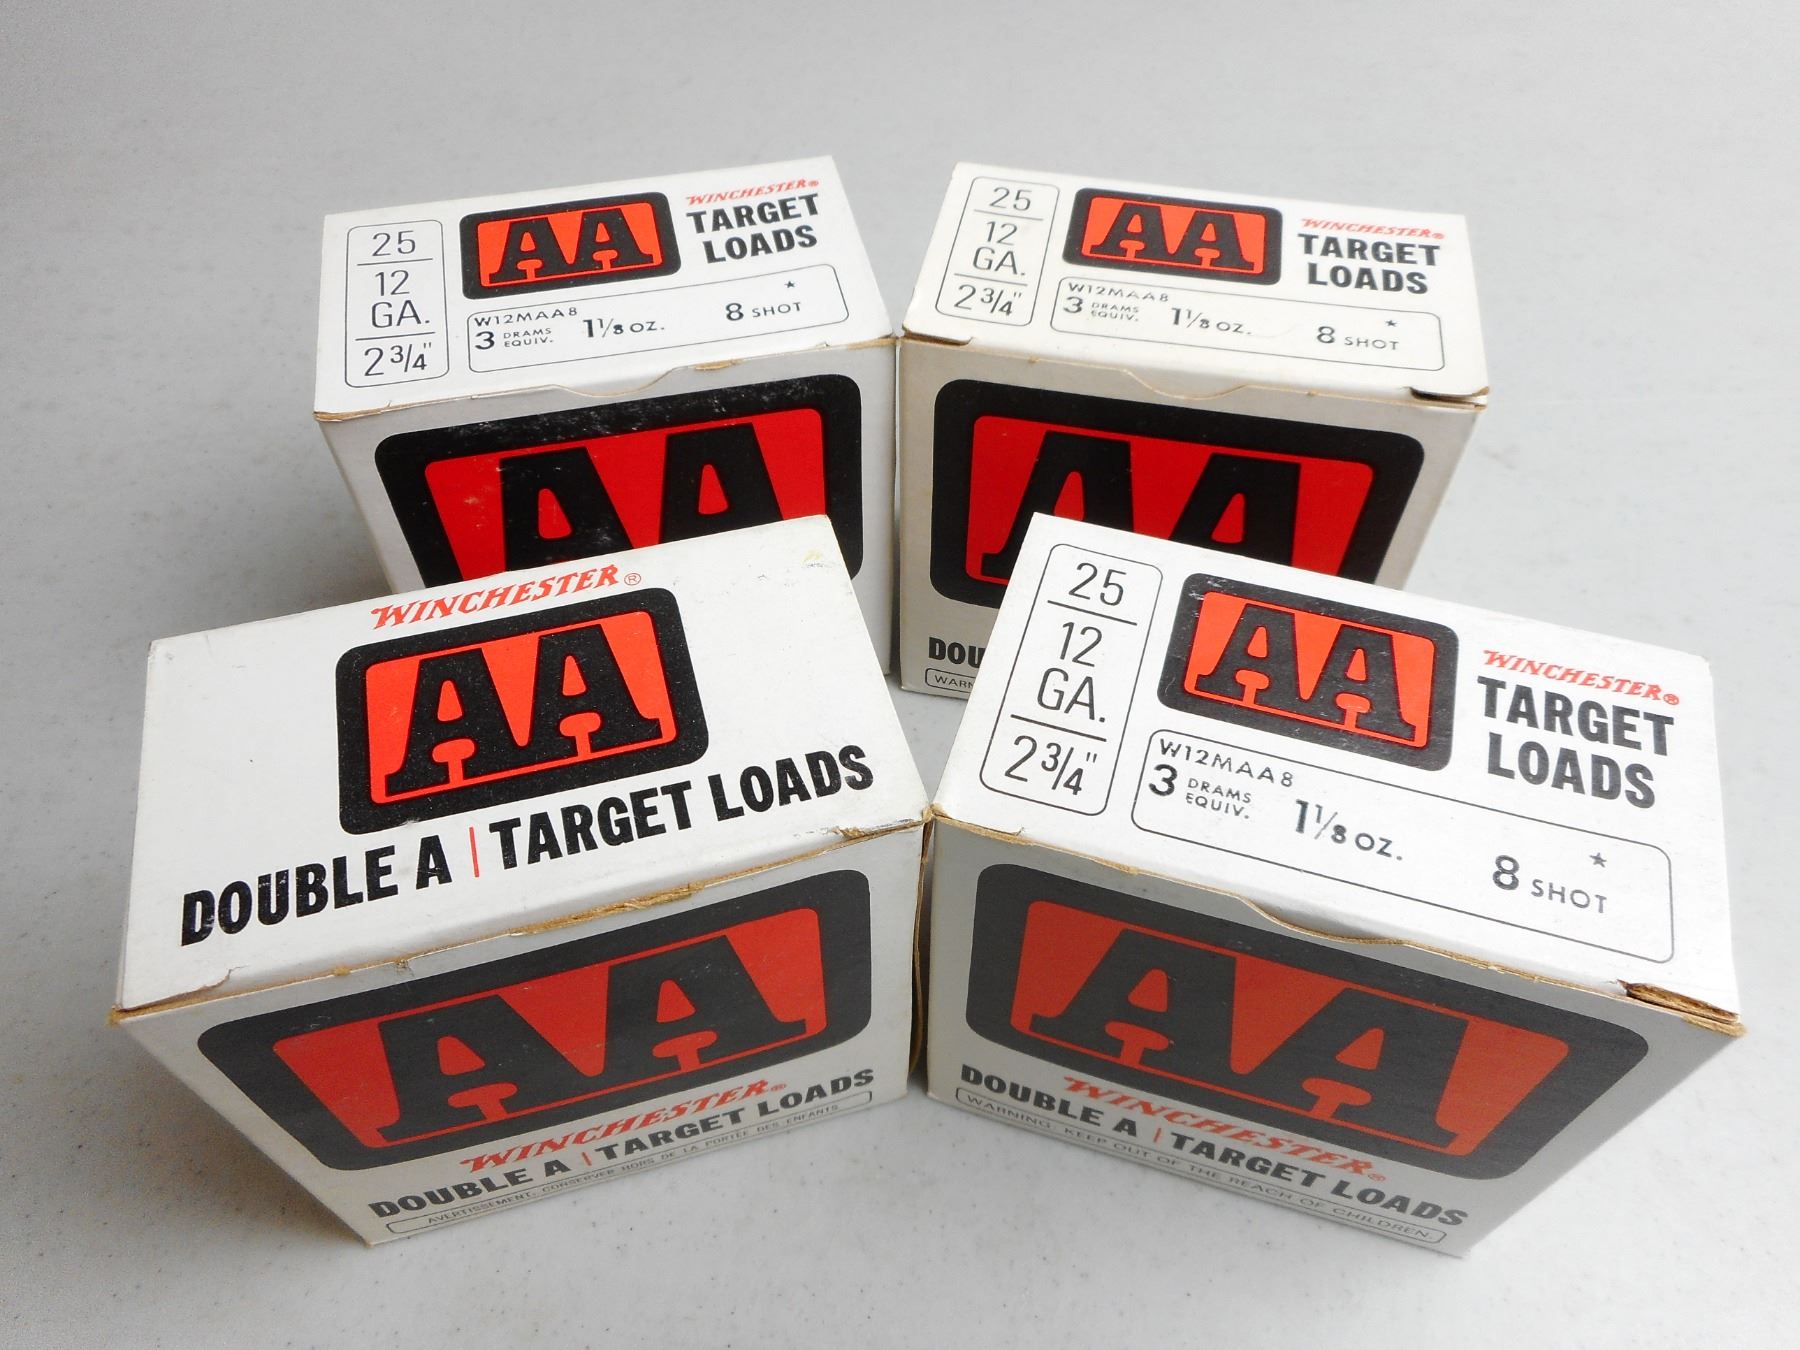 25
12
GA.
2 3/4"
AA
WINCHESTER®
TARGET
LOADS
W12MAA8
3 DRAMS EQUIV. 1 1/8 OZ. 8 SHOT *
AA
25
12
GA.
2 3/4"
AA
WINCHESTER®
TARGET
LOADS
W12MAA8
3 DRAMS EQUIV. 1 1/8 OZ. 8 SHOT *
AA
DOU
WARN
WINCHESTER®
AA
DOUBLE A | TARGET LOADS
AA
WINCHESTER®
DOUBLE A | TARGET LOADS
AVERTISSEMENT: CONSERVER HORS DE LA PORTÉE DES ENFANTS
25
12
GA.
2 3/4"
AA
WINCHESTER®
TARGET
LOADS
W12MAA8
3 DRAMS EQUIV. 1 1/8 OZ. 8 SHOT *
AA
WINCHESTER®
DOUBLE A | TARGET LOADS
WARNING: KEEP OUT OF THE REACH OF CHILDREN.